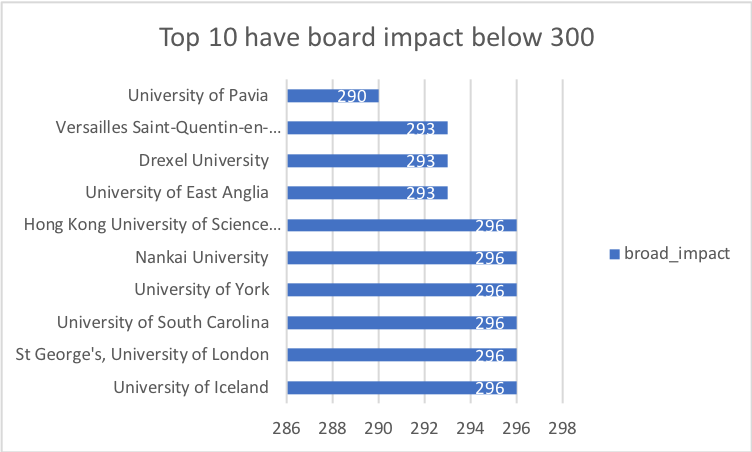 Top 10 have board impact below 300
University of Pavia 290
Versailles Saint-Quentin-en-... 293
Drexel University 293
University of East Anglia 293
Hong Kong University of Science... 296
Nankai University 296
University of York 296
University of South Carolina 296
St George's, University of London 296
University of Iceland 296
286 288 290 292 294 296 298
broad_impact